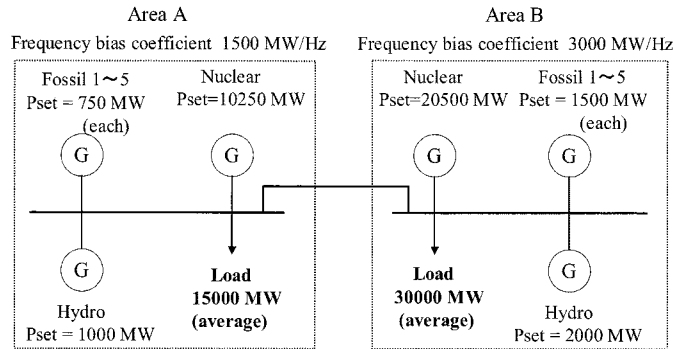 Area A
Frequency bias coefficient 1500 MW/Hz
Fossil 1～5
Pset = 750 MW
(each)
Nuclear
Pset=10250 MW
G
G
G
Load
15000 MW
(average)
Hydro
Pset = 1000 MW
Area B
Frequency bias coefficient 3000 MW/Hz
Nuclear
Pset=20500 MW
Fossil 1～5
Pset = 1500 MW
(each)
G
G
G
Load
30000 MW
(average)
Hydro
Pset = 2000 MW